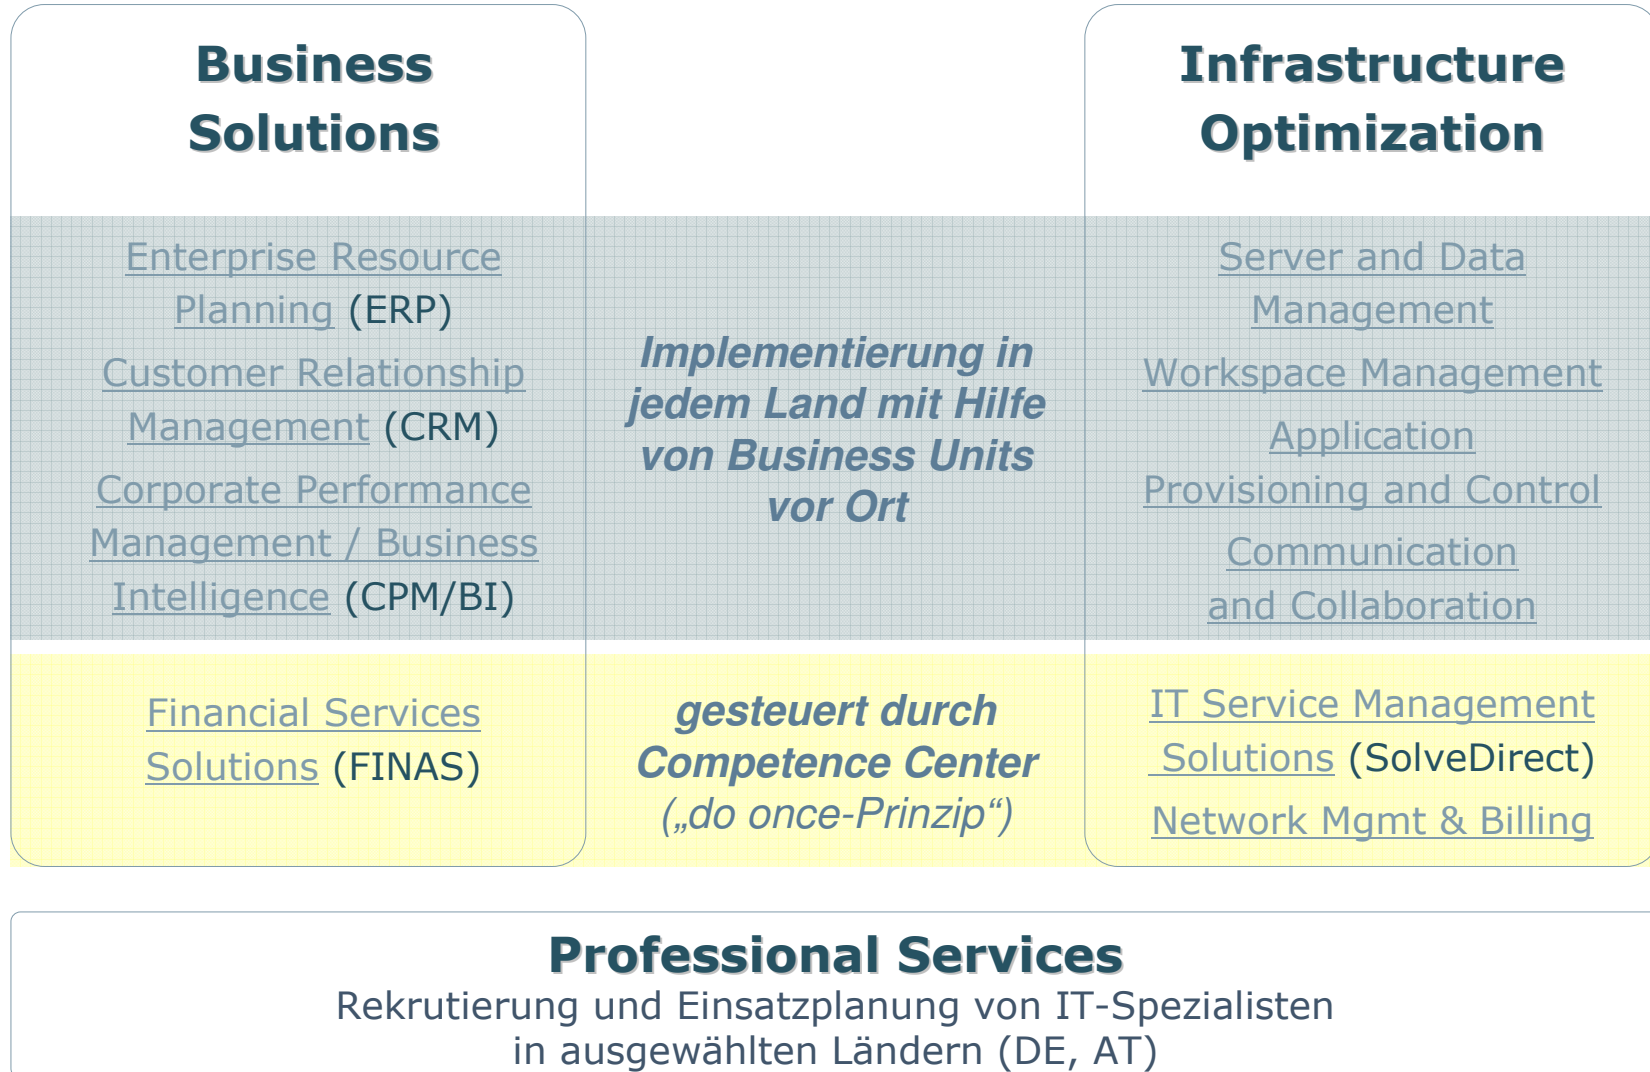 Business
Solutions
Enterprise Resource
Planning (ERP)
Customer Relationship
Management (CRM)
Corporate Performance
Management / Business
Intelligence (CPM/BI)
Financial Services
Solutions (FINAS)
Implementierung in
jedem Land mit Hilfe
von Business Units
vor Ort
gesteuert durch
Competence Center
(„do once-Prinzip“)
Infrastructure
Optimization
Server and Data
Management
Workspace Management
Application
Provisioning and Control
Communication
and Collaboration
IT Service Management
Solutions (SolveDirect)
Network Mgmt & Billing
Professional Services
Rekrutierung und Einsatzplanung von IT-Spezialisten
in ausgewählten Ländern (DE, AT)